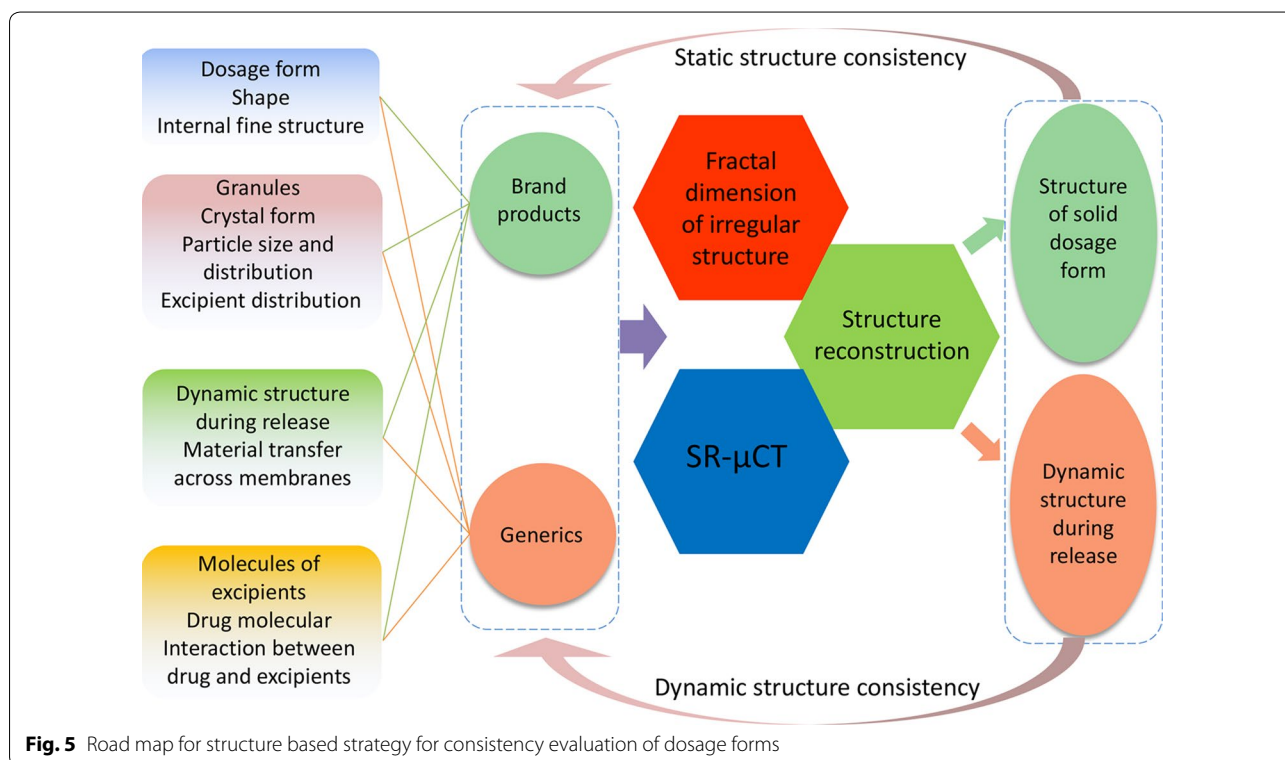 Static structure consistency
Dosage form
Shape
Internal fine structure
Granules
Crystal form
Particle size and
distribution
Excipient distribution
Dynamic structure
during release
Material transfer
across membranes
Molecules of
excipients
Drug molecular
Interaction between
drug and excipients
Brand
products
Generics
Fractal
dimension
of irregular
structure
Structure
reconstruction
SR-μCT
Structure
of solid
dosage
form
Dynamic
structure
during
release
Dynamic structure consistency
Fig. 5 Road map for structure based strategy for consistency evaluation of dosage forms